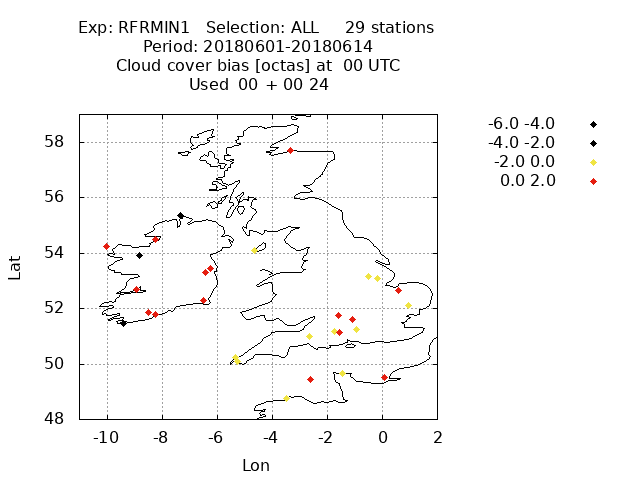 Exp: RFRMIN1 Selection: ALL 29 stations
Period: 20180601-20180614
Cloud cover bias [octas] at 00 UTC
Used 00 + 00 24
-6.0 -4.0
-4.0 -2.0
-2.0 0.0
0.0 2.0
58
56
54
52
50
48
Lat
-10 -8 -6 -4 -2 0 2
Lon